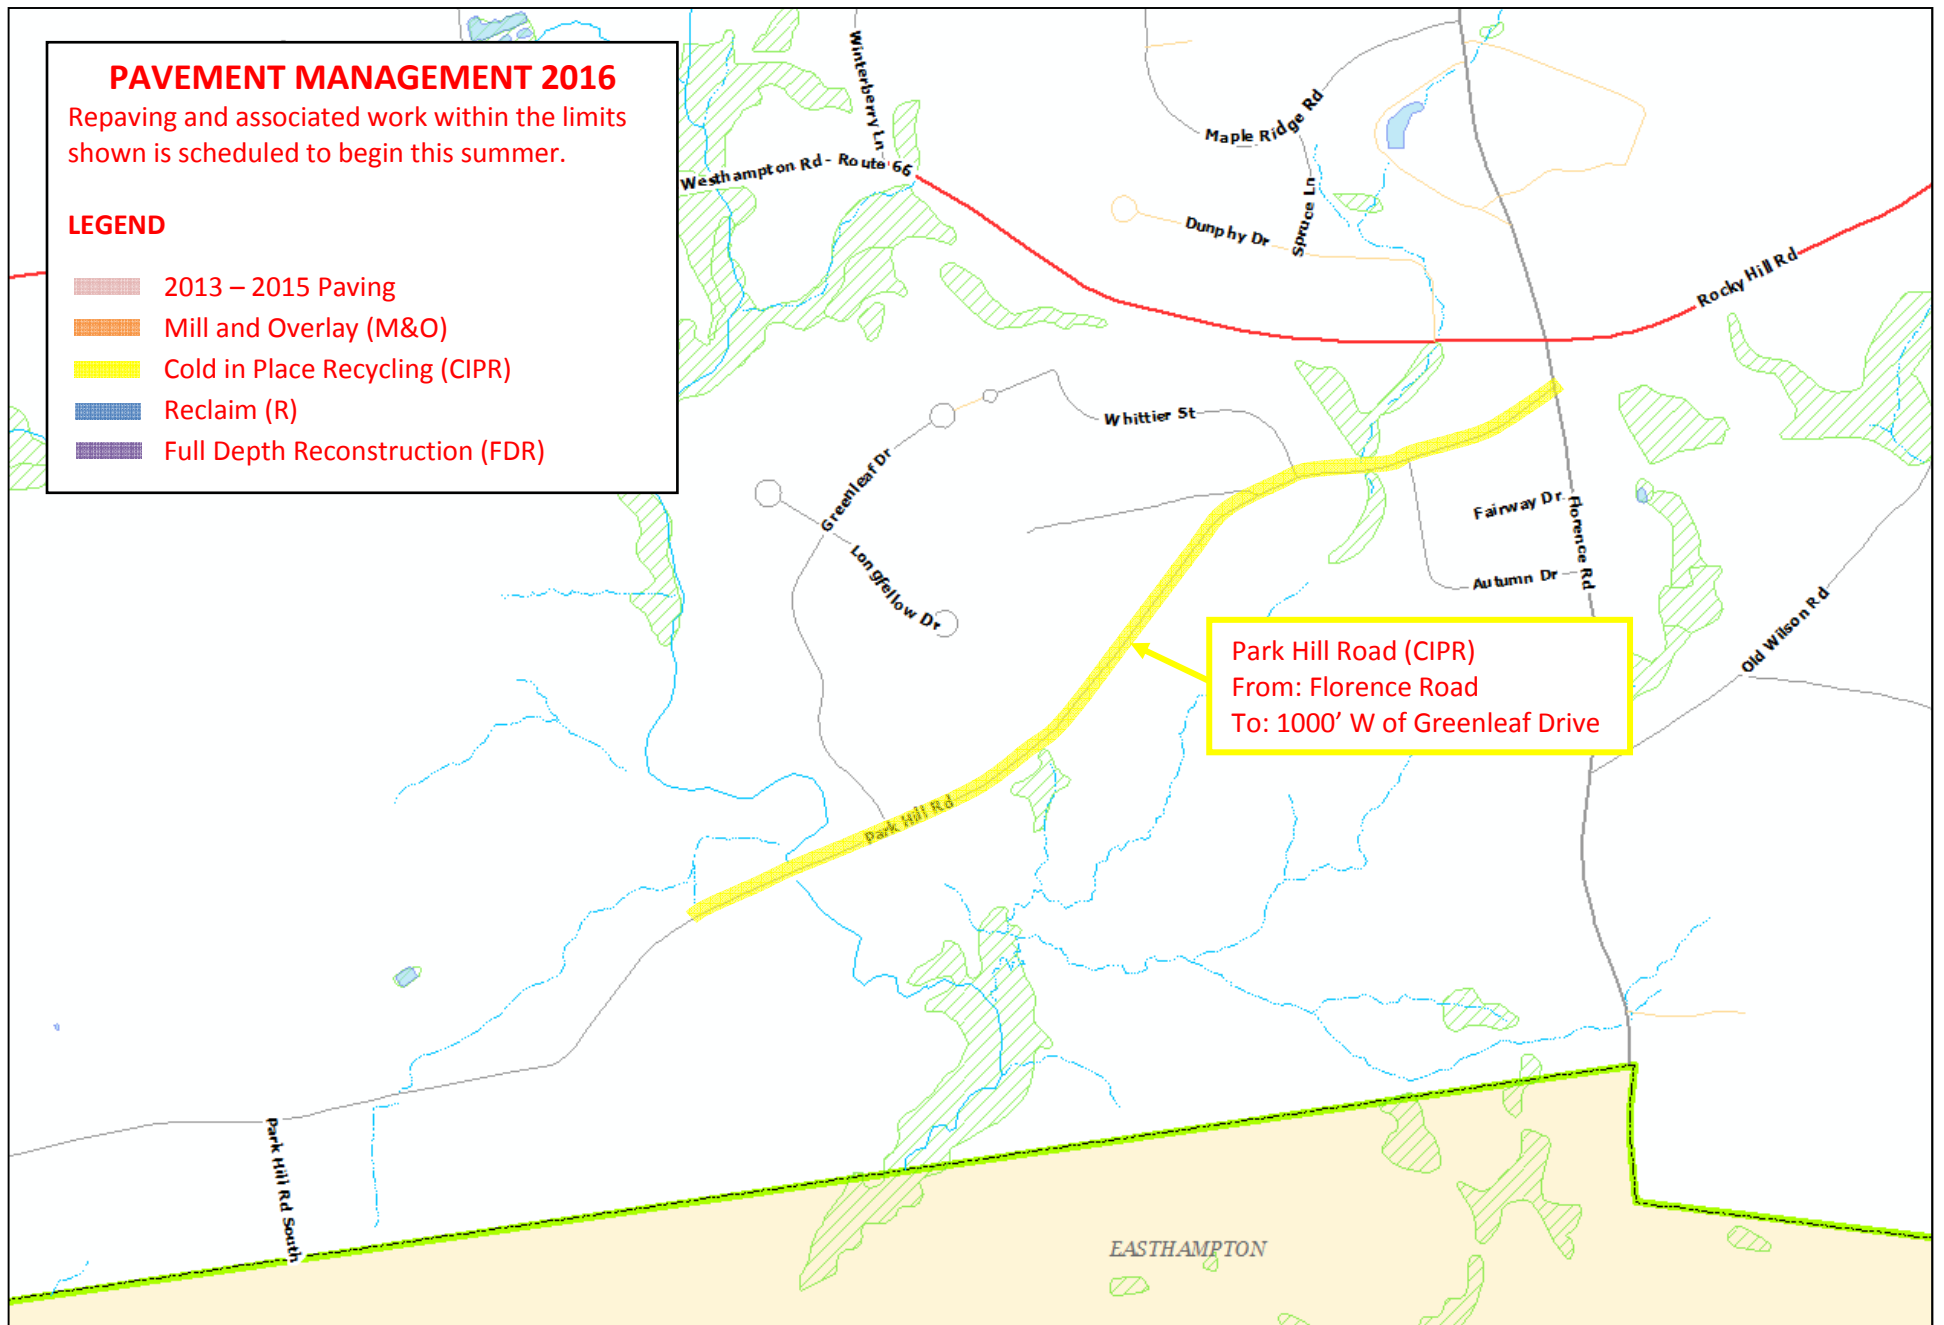 PAVEMENT MANAGEMENT 2016
Repaving and associated work within the limits
shown is scheduled to begin this summer.
LEGEND
2013 – 2015 Paving
Mill and Overlay (M&O)
Cold in Place Recycling (CIPR)
Reclaim (R)
Full Depth Reconstruction (FDR)
Winterberry Ln
Westhampton Rd - Route 66
Maple Ridge Rd
Spruce Ln
Dunphy Dr
Rocky Hill Rd
Whittier St
Greenleaf Dr
Longfellow Dr
Fairway Dr
Florence Rd
Autumn Dr
Old Wilson Rd
Park Hill Road (CIPR)
From: Florence Road
To: 1000’ W of Greenleaf Drive
Park Hill Rd
Park Hill Rd South
EASTHAMPTON